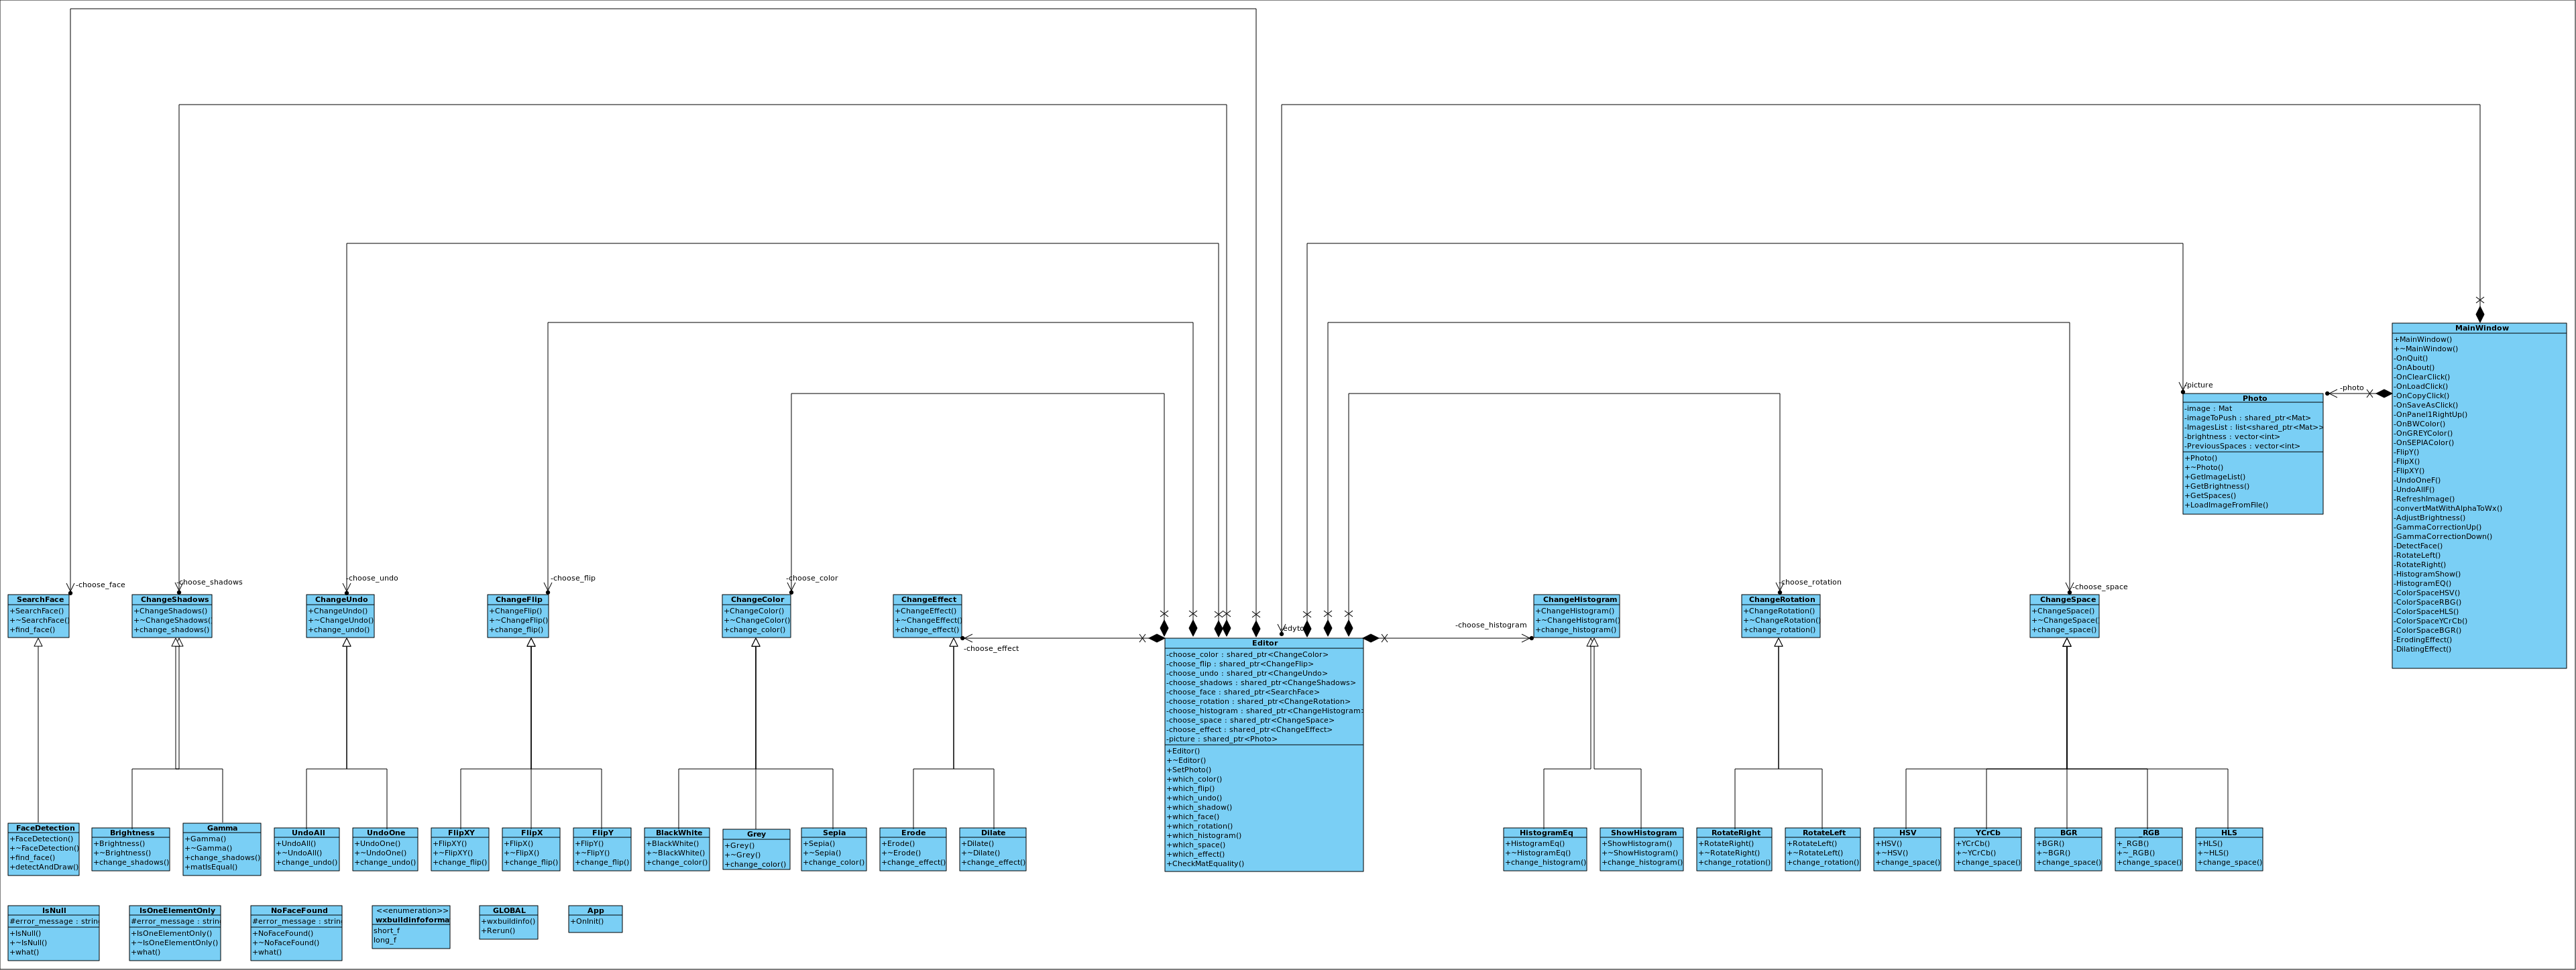 -choose_face
-choose_shadows
-choose_undo
-choose_flip
-choose_color
-choose_effect
edyto
-choose_histogram
-choose_rotation
-choose_space
picture
-photo
SearchFace
+SearchFace()
+~SearchFace()
+find_face()
ChangeShadows
+ChangeShadows()
+~ChangeShadows(
+change_shadows()
ChangeUndo
+ChangeUndo()
+~ChangeUndo()
+change_undo()
ChangeFlip
+ChangeFlip()
+~ChangeFlip()
+change_flip()
ChangeColor
+ChangeColor()
+~ChangeColor()
+change_color()
ChangeEffect
+ChangeEffect()
+~ChangeEffect(
+change_effect()
Editor
-choose_color : shared_ptr<ChangeColor>
-choose_flip : shared_ptr<ChangeFlip>
-choose_undo : shared_ptr<ChangeUndo>
-choose_shadows : shared_ptr<ChangeShadows>
-choose_face : shared_ptr<SearchFace>
-choose_rotation : shared_ptr<ChangeRotation>
-choose_histogram : shared_ptr<ChangeHistogram>
-choose_space : shared_ptr<ChangeSpace>
-choose_effect : shared_ptr<ChangeEffect>
-picture : shared_ptr<Photo>
+Editor()
+~Editor()
+SetPhoto()
+which_color()
+which_flip()
+which_undo()
+which_shadow()
+which_face()
+which_rotation()
+which_histogram()
+which_space()
+which_effect()
+CheckMatEquality()
ChangeHistogram
+ChangeHistogram()
+~ChangeHistogram()
+change_histogram()
ChangeRotation
+ChangeRotation()
+~ChangeRotation()
+change_rotation()
ChangeSpace
+ChangeSpace()
+~ChangeSpace(
+change_space()
Photo
-image : Mat
-imageToPush : shared_ptr<Mat>
-ImagesList : list<shared_ptr<Mat>>
-brightness : vector<int>
-PreviousSpaces : vector<int>
+Photo()
+~Photo()
+GetImageList()
+GetBrightness()
+GetSpaces()
+LoadImageFromFile()
MainWindow
+MainWindow()
+~MainWindow()
-OnQuit()
-OnAbout()
-OnClearClick()
-OnLoadClick()
-OnCopyClick()
-OnSaveAsClick()
-OnPanel1RightUp()
-OnBWColor()
-OnGREYColor()
-OnSEPIAColor()
-FlipY()
-FlipX()
-FlipXY()
-UndoOneF()
-UndoAllF()
-RefreshImage()
-convertMatWithAlphaToWx()
-AdjustBrightness()
-GammaCorrectionUp()
-GammaCorrectionDown()
-DetectFace()
-RotateLeft()
-RotateRight()
-HistogramShow()
-HistogramEQ()
-ColorSpaceHSV()
-ColorSpaceRBG()
-ColorSpaceHLS()
-ColorSpaceYCrCb()
-ColorSpaceBGR()
-ErodingEffect()
-DilatingEffect()
FaceDetection
+FaceDetection()
+~FaceDetection()
+find_face()
+detectAndDraw()
Brightness
+Brightness()
+~Brightness()
+change_shadows()
Gamma
+Gamma()
+~Gamma()
+change_shadows()
+matIsEqual()
UndoAll
+UndoAll()
+~UndoAll()
+change_undo()
UndoOne
+UndoOne()
+~UndoOne()
+change_undo()
FlipXY
+FlipXY()
+~FlipXY()
+change_flip()
FlipX
+FlipX()
+~FlipX()
+change_flip()
FlipY
+FlipY()
+~FlipY()
+change_flip()
BlackWhite
+BlackWhite()
+~BlackWhite()
+change_color()
Grey
+Grey()
+~Grey()
+change_color()
Sepia
+Sepia()
+~Sepia()
+change_color()
Erode
+Erode()
+~Erode()
+change_effect()
Dilate
+Dilate()
+~Dilate()
+change_effect()
HistogramEq
+HistogramEq()
+~HistogramEq()
+change_histogram()
ShowHistogram
+ShowHistogram()
+~ShowHistogram()
+change_histogram()
RotateRight
+RotateRight()
+~RotateRight()
+change_rotation()
RotateLeft
+RotateLeft()
+~RotateLeft()
+change_rotation()
HSV
+HSV()
+~HSV()
+change_space()
YCrCb
+YCrCb()
+~YCrCb()
+change_space()
BGR
+BGR()
+~BGR()
+change_space()
_RGB
+_RGB()
+~_RGB()
+change_space()
HLS
+HLS()
+~HLS()
+change_space()
IsNull
#error_message : strin
+IsNull()
+~IsNull()
+what()
IsOneElementOnly
#error_message : strin
+IsOneElementOnly()
+~IsOneElementOnly()
+what()
NoFaceFound
#error_message : strin
+NoFaceFound()
+~NoFaceFound()
+what()
<<enumeration>>
wxbuildinfoforma
short_f
long_f
GLOBAL
+wxbuildinfo()
+Rerun()
App
+OnInit()